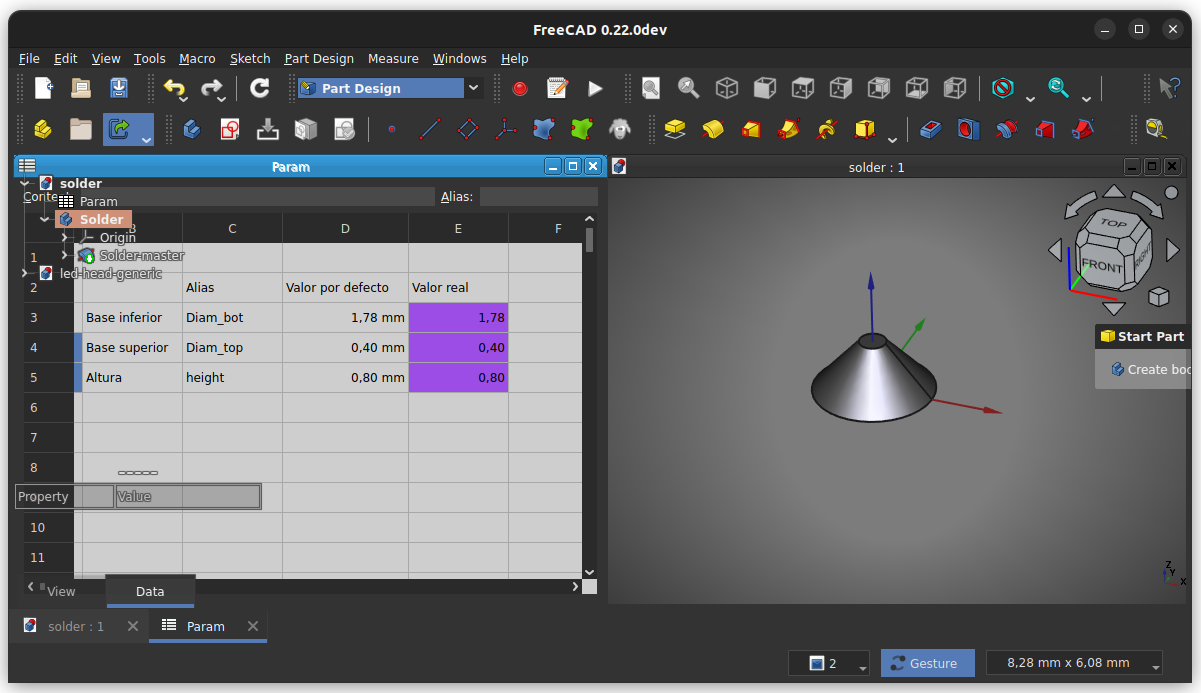 FreeCAD 0.22.0dev
File Edit View Tools Macro Sketch Part Design Measure Windows Help
Part Design
Param
solder : 1
solder
Alias:
Param
Solder
B C D E F
Origin
Solder-master
1
led-head-generic
2 Alias Valor por defecto Valor real
3 Base inferior Diam_bot 1,78 mm 1,78
4 Base superior Diam_top 0,40 mm 0,40
5 Altura height 0,80 mm 0,80
6
7
8
Property Value
10
11
View Data
solder : 1 Param
TOP
FRONT
RIGHT
Start Part
Create boo
Z
Y
X
2 Gesture 8,28 mm x 6,08 mm